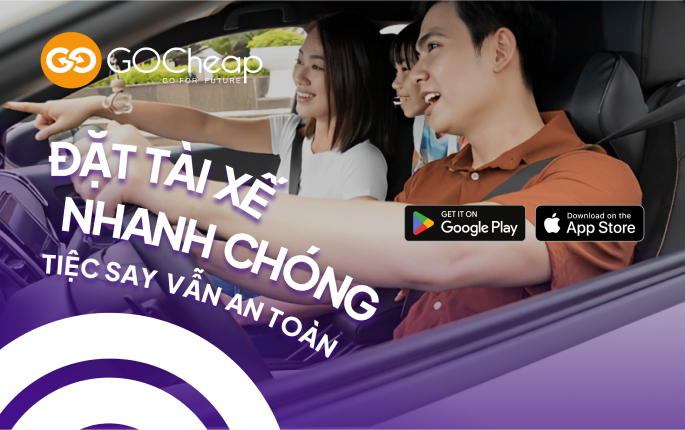 GOCheap
GO FOR FUTURE
ĐẶT TÀI XẾ
NHANH CHÓNG
TIỆC SAY VẪN AN TOÀN
GET IT ON
Google Play
Download on the
App Store